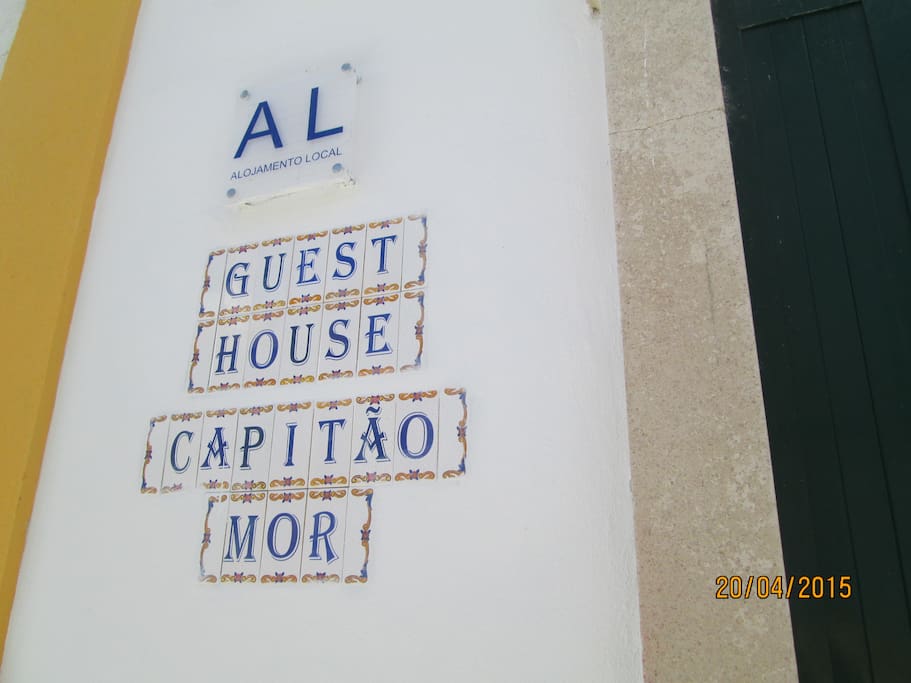 AL
ALOJAMENTO LOCAL
GUEST
HOUSE
CAPITÃO
MOR
20/04/2015